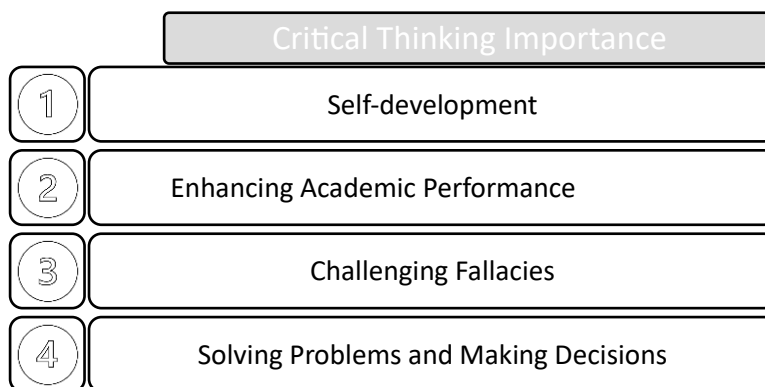 Critical Thinking Importance
1 Self-development
2 Enhancing Academic Performance
3 Challenging Fallacies
4 Solving Problems and Making Decisions